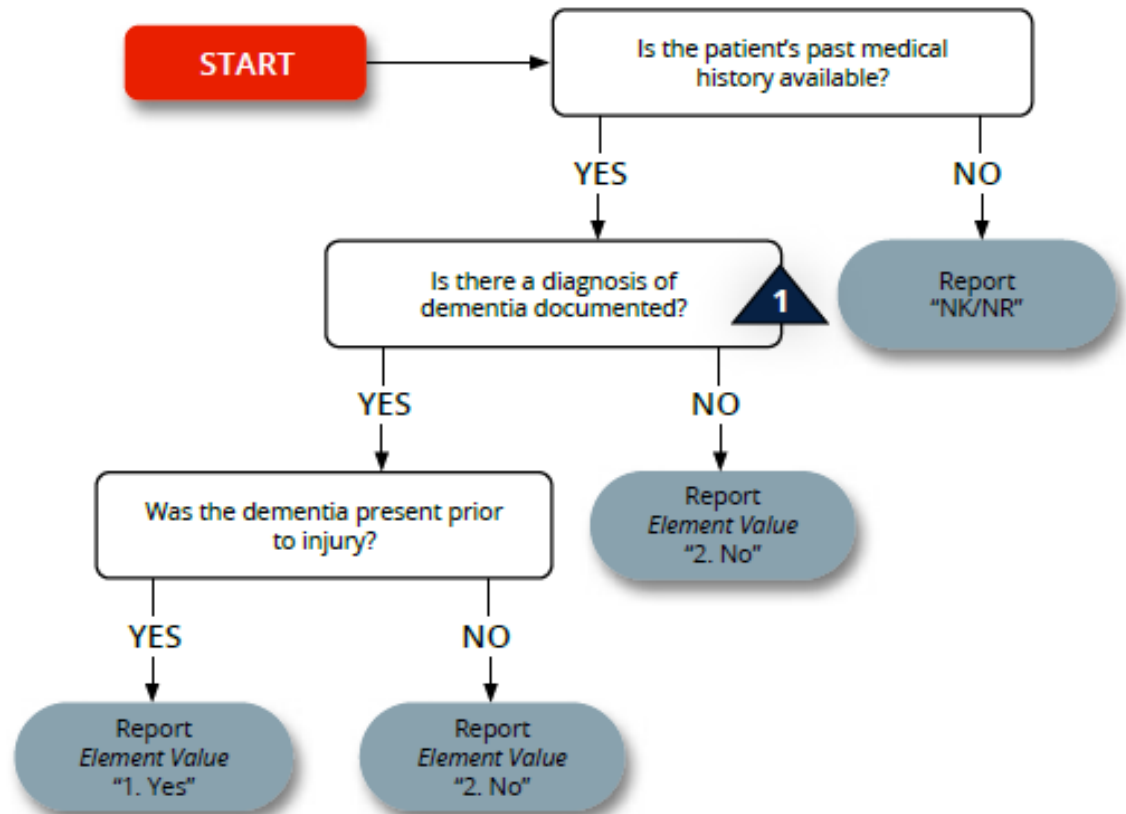 START
Is the patient’s past medical
history available?
YES
NO
Is there a diagnosis of
dementia documented?
1
Report
“NK/NR”
YES
NO
Was the dementia present prior
to injury?
Report
Element Value
“2. No”
YES
NO
Report
Element Value
“1. Yes”
Report
Element Value
“2. No”